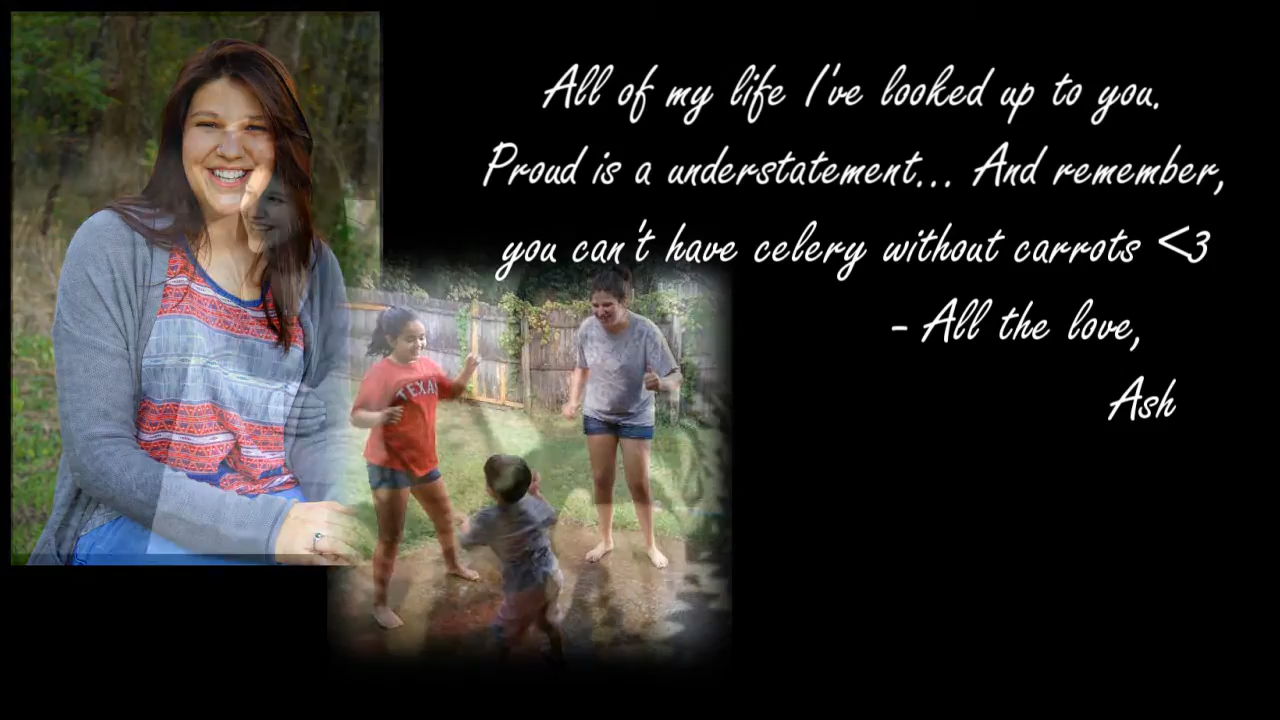 All of my life I've looked up to you.
Proud is a understatement... And remember,
you can't have celery without carrots <3
- All the love,
Ash
TEXAS